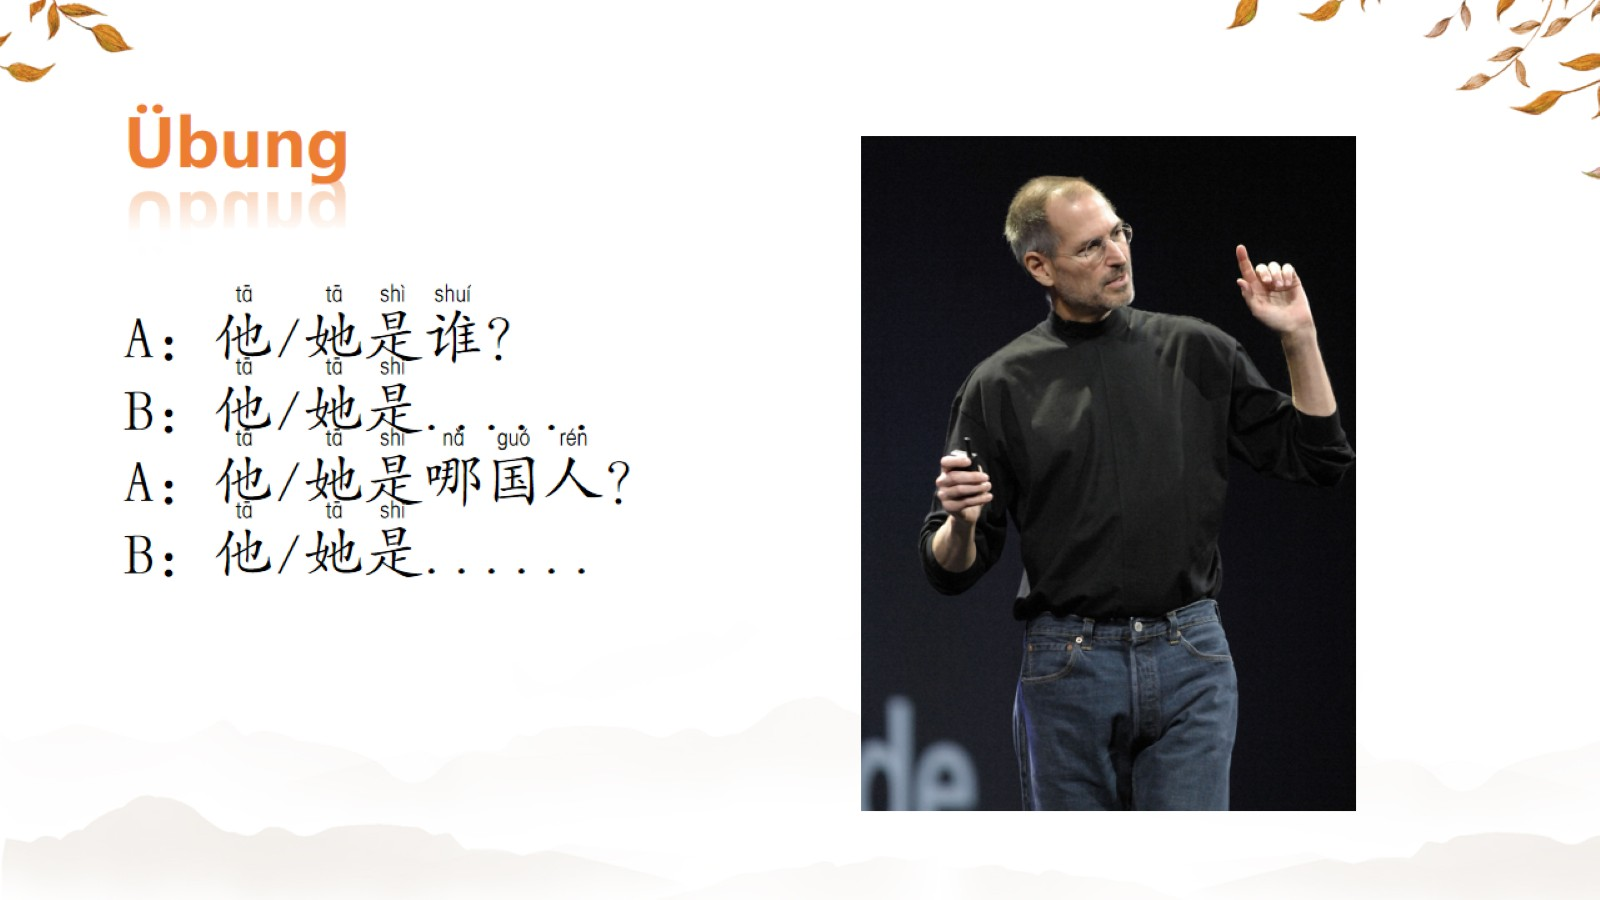 Übung
tā tā shì shuí
A：他/她是谁?
tā tā shì
B：他/她是......
tā tā shì nǎ guó rén
A：他/她是哪国人?
tā tā shì
B：他/她是......
de